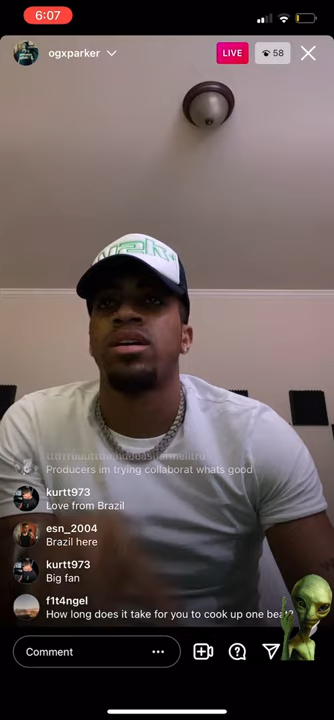 6:07
ogxparker
LIVE
58
Producers im trying collaborat whats good
kurtt973
Love from Brazil
esn_2004
Brazil here
kurtt973
Big fan
f1t4ngel
How long does it take for you to cook up one beat?
Comment